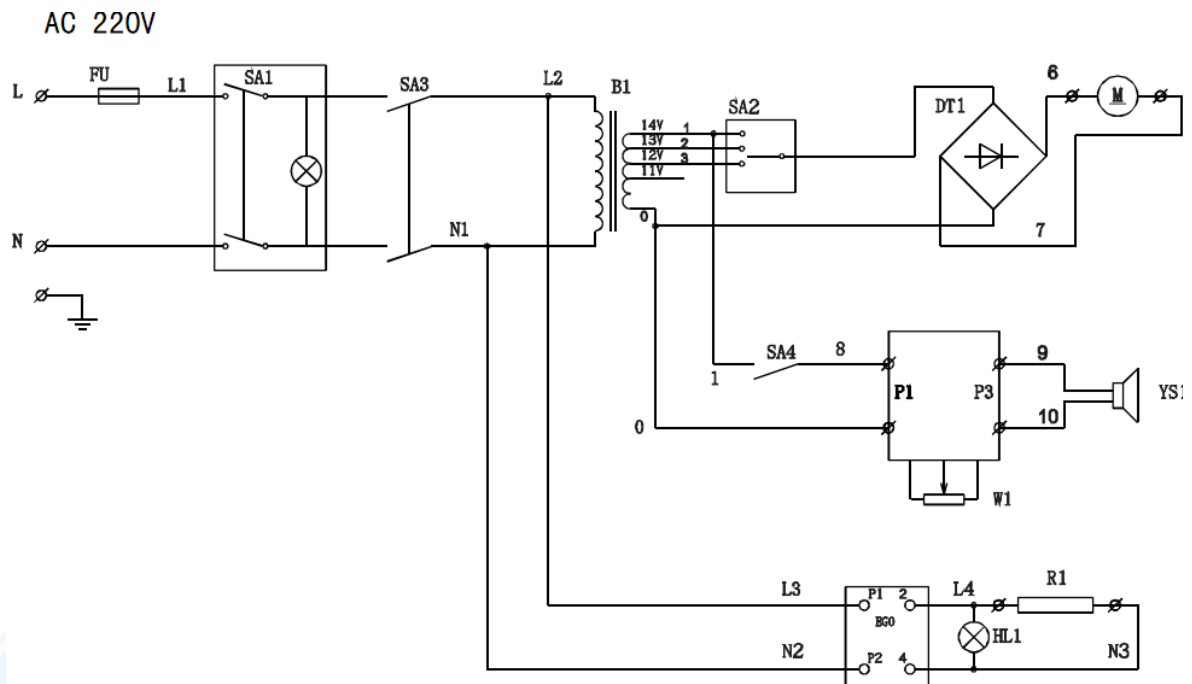 AC 220V
L
FU
L1
SA1
SA3
L2
B1
14V 1
13V 2
12V 3
11V
0
SA2
DT1
6
M
7
N
N1
1
SA4
8
P1
P3
9
10
YS1
0
W1
L3
P1 2
BG0
P2 4
N2
L4
R1
HL1
N3